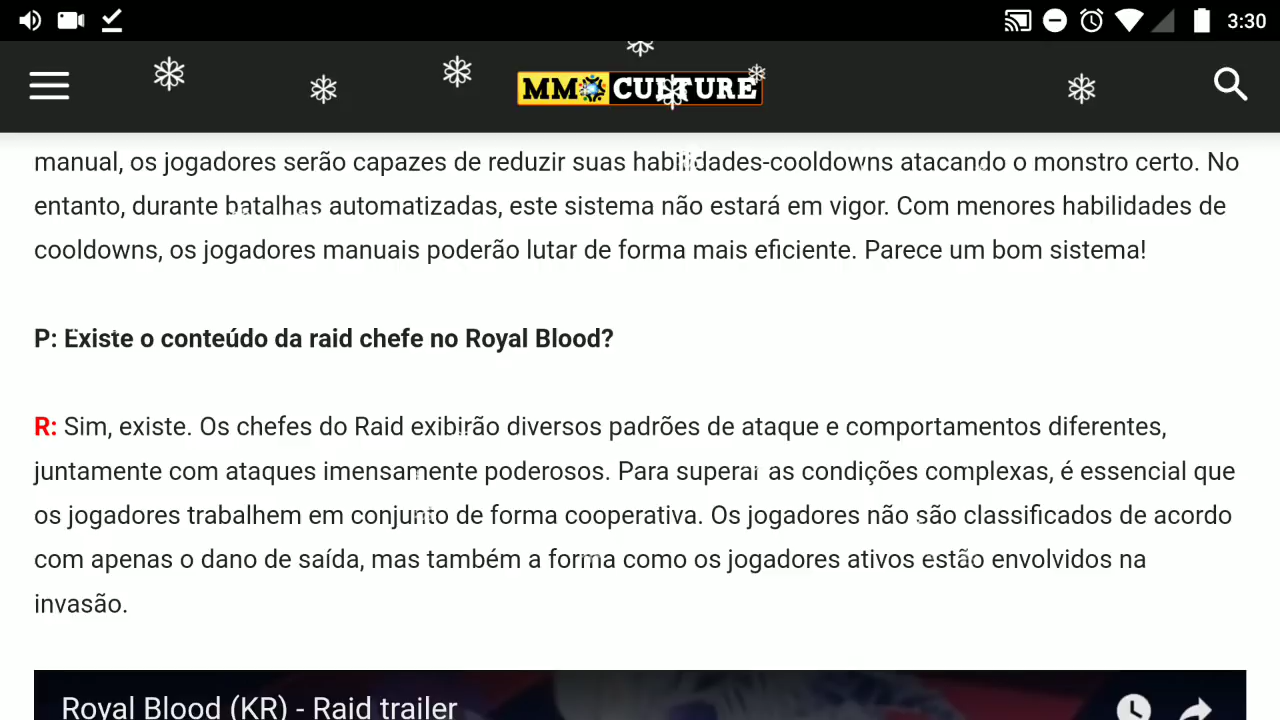 3:30
MMOCULTURE
manual, os jogadores serão capazes de reduzir suas habilidades-cooldowns atacando o monstro certo. No
entanto, durante batalhas automatizadas, este sistema não estará em vigor. Com menores habilidades de
cooldowns, os jogadores manuais poderão lutar de forma mais eficiente. Parece um bom sistema!
P: Existe o conteúdo da raid chefe no Royal Blood?
R: Sim, existe. Os chefes do Raid exibirão diversos padrões de ataque e comportamentos diferentes,
juntamente com ataques imensamente poderosos. Para superar as condições complexas, é essencial que
os jogadores trabalhem em conjunto de forma cooperativa. Os jogadores não são classificados de acordo
com apenas o dano de saída, mas também a forma como os jogadores ativos estão envolvidos na
invasão.
Royal Blood (KR) - Raid trailer